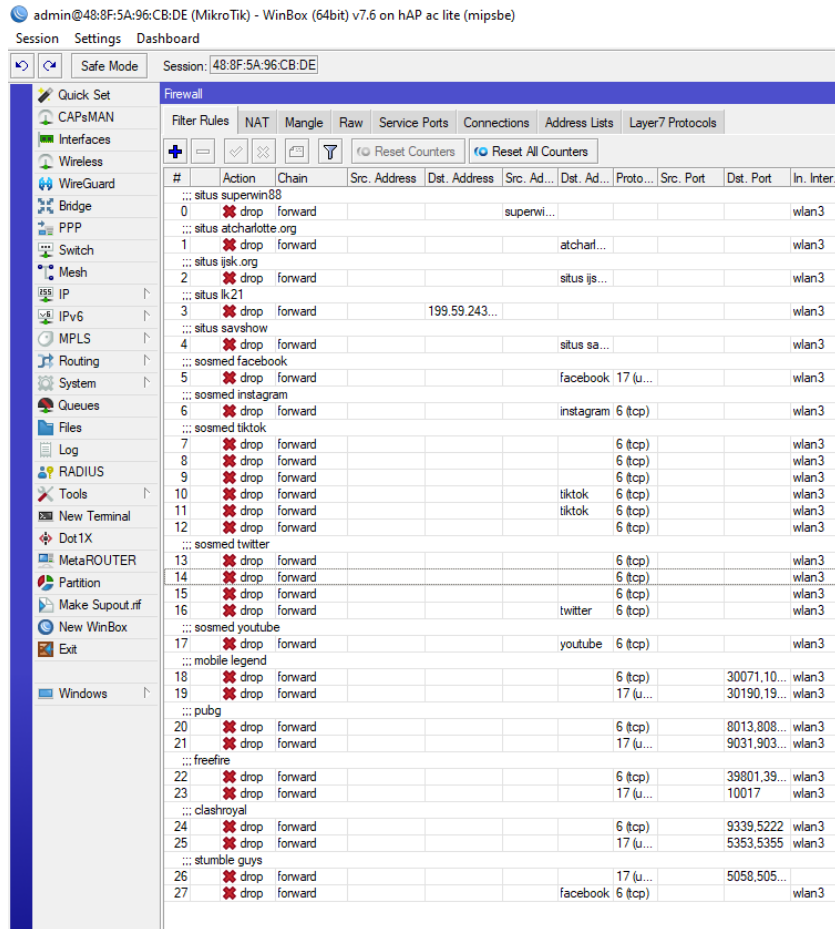 admin@48:8F:5A:96:CB:DE (MikroTik) - WinBox (64bit) v7.6 on hAP ac lite (mipsbe)
Session Settings Dashboard
Safe Mode Session: 48:8F:5A:96:CB:DE
Quick Set
CAPsMAN
Interfaces
Wireless
WireGuard
Bridge
PPP
Switch
Mesh
IP
IPv6
MPLS
Routing
System
Queues
Files
Log
RADIUS
Tools
New Terminal
Dot1X
MetaROUTER
Partition
Make Supout.rif
New WinBox
Exit
Windows
Firewall
Filter Rules NAT Mangle Raw Service Ports Connections Address Lists Layer7 Protocols
Reset Counters Reset All Counters
# Action Chain Src. Address Dst. Address Src. Ad... Dst. Ad... Proto... Src. Port Dst. Port In. Inter.
;;; situs superwin88
0 drop forward superwi... wlan3
;;; situs atcharlotte.org
1 drop forward atcharl... wlan3
;;; situs ijsk.org
2 drop forward situs ijs... wlan3
;;; situs lk21
3 drop forward 199.59.243... wlan3
;;; situs savshow
4 drop forward situs sa... wlan3
;;; sosmed facebook
5 drop forward facebook 17 (u... wlan3
;;; sosmed instagram
6 drop forward instagram 6 (tcp) wlan3
;;; sosmed tiktok
7 drop forward 6 (tcp) wlan3
8 drop forward 6 (tcp) wlan3
9 drop forward 6 (tcp) wlan3
10 drop forward tiktok 6 (tcp) wlan3
11 drop forward tiktok 6 (tcp) wlan3
12 drop forward 6 (tcp) wlan3
;;; sosmed twitter
13 drop forward 6 (tcp) wlan3
14 drop forward 6 (tcp) wlan3
15 drop forward 6 (tcp) wlan3
16 drop forward twitter 6 (tcp) wlan3
;;; sosmed youtube
17 drop forward youtube 6 (tcp) wlan3
;;; mobile legend
18 drop forward 6 (tcp) 30071,10... wlan3
19 drop forward 17 (u... 30190,19... wlan3
;;; pubg
20 drop forward 6 (tcp) 8013,808... wlan3
21 drop forward 17 (u... 9031,903... wlan3
;;; freefire
22 drop forward 6 (tcp) 39801,39... wlan3
23 drop forward 17 (u... 10017 wlan3
;;; clashroyal
24 drop forward 6 (tcp) 9339,5222 wlan3
25 drop forward 17 (u... 5353,5355 wlan3
;;; stumble guys
26 drop forward 17 (u... 5058,505...
27 drop forward facebook 6 (tcp) wlan3